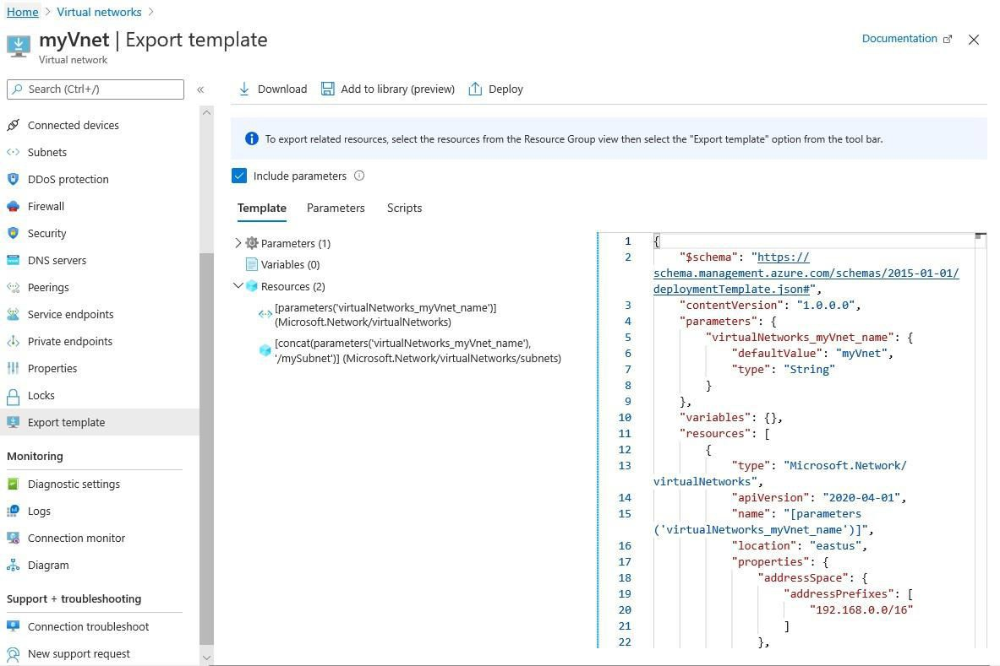 Home > Virtual networks >
myVnet | Export template
Virtual network
Documentation
Search (Ctrl+/)
«
Connected devices
Subnets
DDoS protection
Firewall
Security
DNS servers
Peerings
Service endpoints
Private endpoints
Properties
Locks
Export template
Monitoring
Diagnostic settings
Logs
Connection monitor
Diagram
Support + troubleshooting
Connection troubleshoot
New support request
Download Add to library (preview) Deploy
To export related resources, select the resources from the Resource Group view then select the "Export template" option from the tool bar.
Include parameters
Template Parameters Scripts
Parameters (1)
Variables (0)
Resources (2)
[parameters('virtualNetworks_myVnet_name')]
(Microsoft.Network/virtualNetworks)
[concat(parameters('virtualNetworks_myVnet_name'),
'/mySubnet')] (Microsoft.Network/virtualNetworks/subnets)
1 {
2 "$schema": "https://
schema.management.azure.com/schemas/2015-01-01/
deploymentTemplate.json#",
3 "contentVersion": "1.0.0.0",
4 "parameters": {
5 "virtualNetworks_myVnet_name": {
6 "defaultValue": "myVnet",
7 "type": "String"
8 }
9 },
10 "variables": {},
11 "resources": [
12 {
13 "type": "Microsoft.Network/
virtualNetworks",
14 "apiVersion": "2020-04-01",
15 "name": "[parameters
('virtualNetworks_myVnet_name')]",
16 "location": "eastus",
17 "properties": {
18 "addressSpace": {
19 "addressPrefixes": [
20 "192.168.0.0/16"
21 ]
22 },